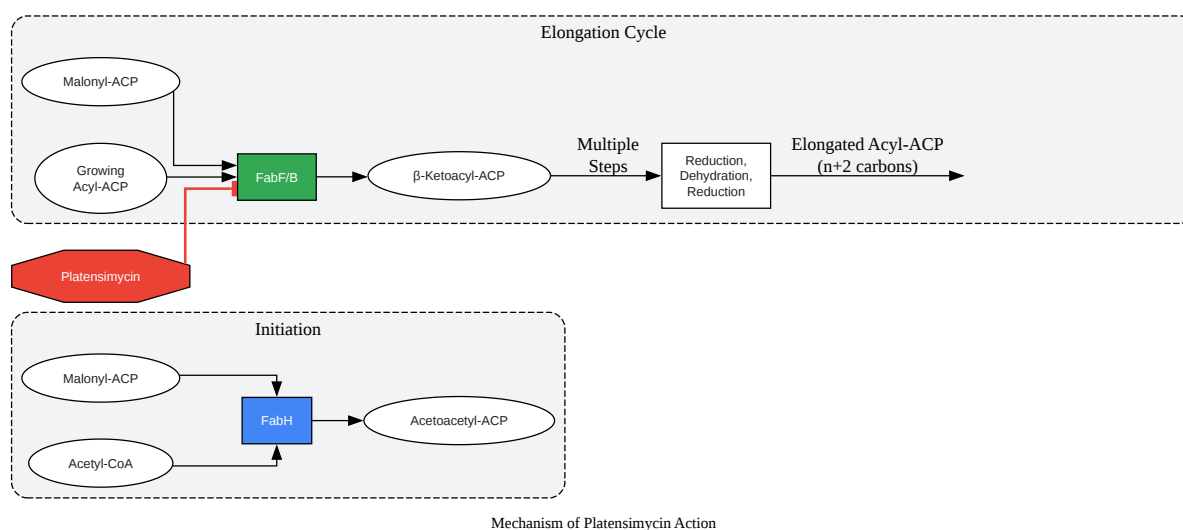 Elongation Cycle
Malonyl-ACP
Growing
Acyl-ACP
FabF/B
β-Ketoacyl-ACP
Multiple
Steps
Reduction,
Dehydration,
Reduction
Elongated Acyl-ACP
(n+2 carbons)
Platensimycin
Initiation
Malonyl-ACP
Acetyl-CoA
FabH
Acetoacetyl-ACP
Mechanism of Platensimycin Action